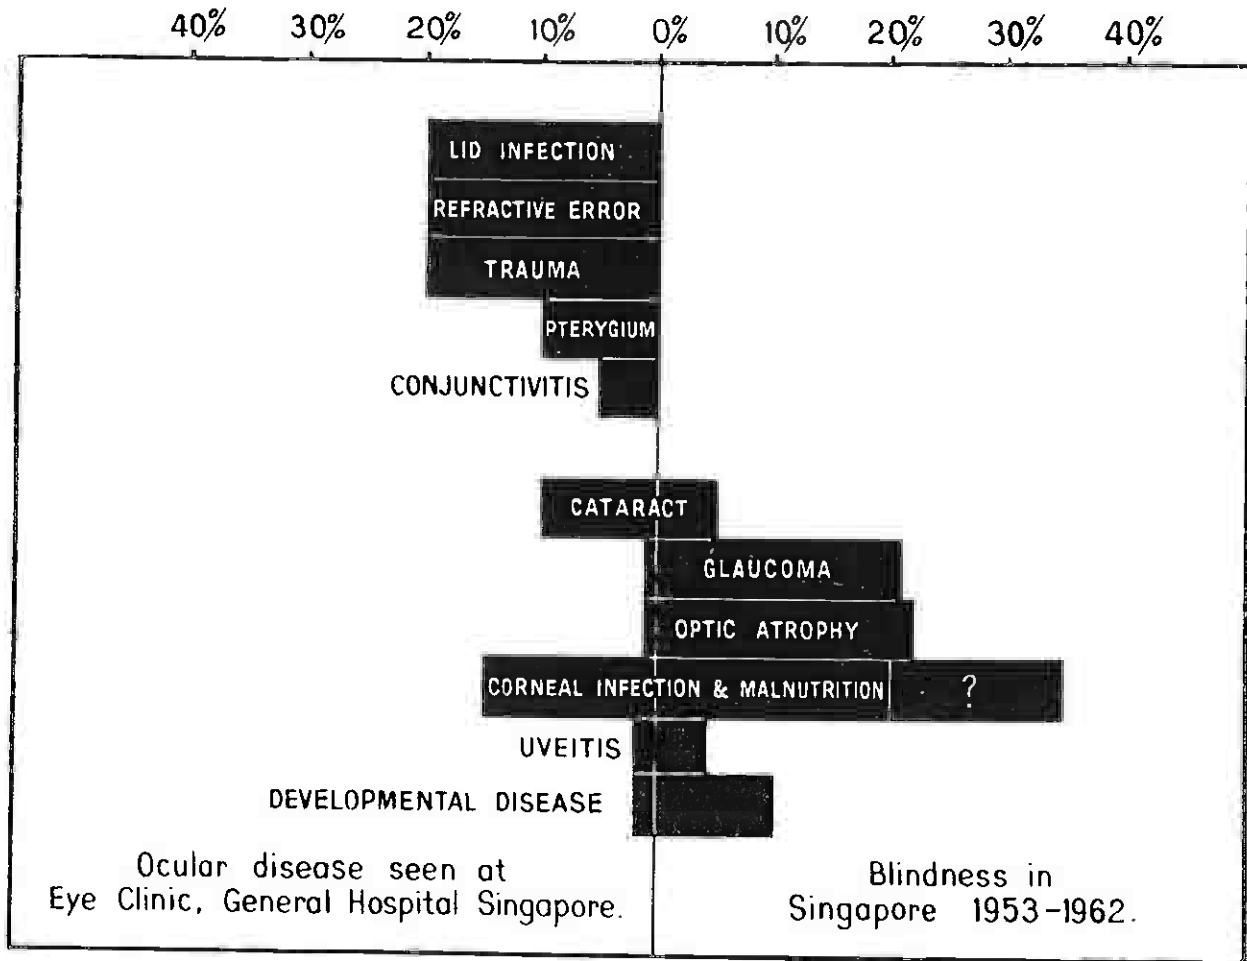 40% 30% 20% 10% 0% 10% 20% 30% 40%
LID INFECTION
REFRACTIVE ERROR
TRAUMA
PTERYGIUM
CONJUNCTIVITIS
CATARACT
GLAUCOMA
OPTIC ATROPHY
CORNEAL INFECTION & MALNUTRITION ?
UVEITIS
DEVELOPMENTAL DISEASE
Ocular disease seen at
Eye Clinic, General Hospital Singapore.
Blindness in
Singapore 1953-1962.